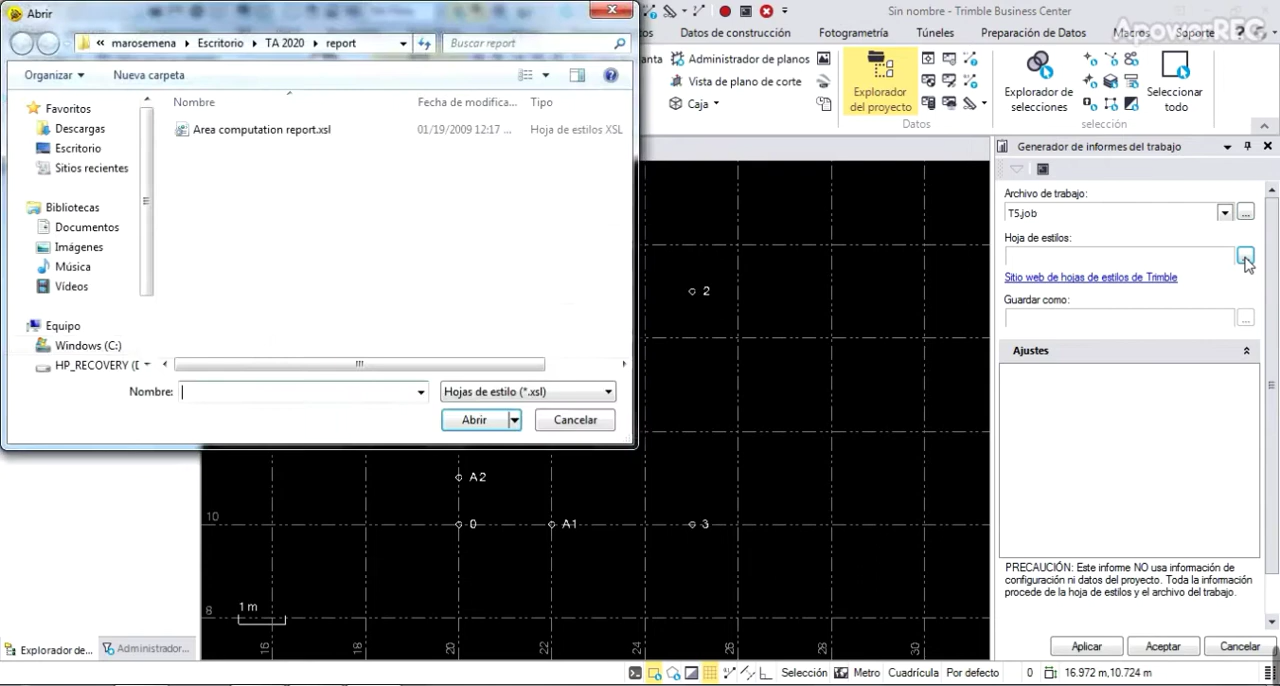 Abrir
Sin nombre - Trimble Business Center
ApowerREC
« marosemena ▸ Escritorio ▸ TA 2020 ▸ report
Buscar report
Datos de construcción
Fotogrametría
Túneles
Preparación de Datos
Macros
Soporte
Organizar
Nueva carpeta
Administrador de planos
Vista de plano de corte
Caja
Explorador del proyecto
Datos
Explorador de selecciones
Seleccionar todo
selección
Favoritos
Descargas
Escritorio
Sitios recientes
Bibliotecas
Documentos
Imágenes
Música
Vídeos
Equipo
Windows (C:)
HP_RECOVERY (D
Nombre
Fecha de modifica...
Tipo
Area computation report.xsl
01/19/2009 12:17 ...
Hoja de estilos XSL
Nombre:
Hojas de estilo (*.xsl)
Abrir
Cancelar
Generador de informes del trabajo
Archivo de trabajo:
T5.job
...
Hoja de estilos:
Sitio web de hojas de estilos de Trimble
Guardar como:
...
Ajustes
PRECAUCIÓN: Este informe NO usa información de
configuración ni datos del proyecto. Toda la información
procede de la hoja de estilos y el archivo del trabajo.
Aplicar
Aceptar
Cancelar
2
A2
0
A1
3
10
8
1 m
16
20
22
24
26
28
30
Explorador de...
Administrador...
Selección
Metro
Cuadrícula
Por defecto
0
16.972 m,10.724 m